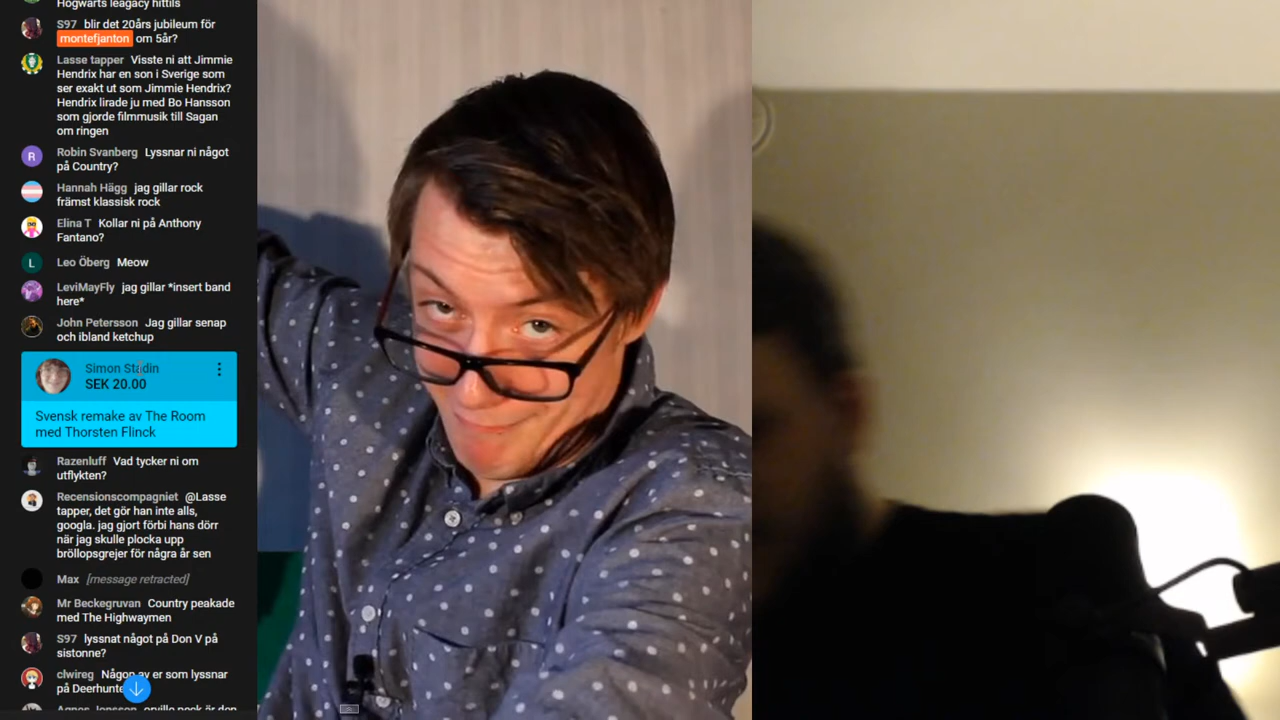 Hogwarts leagacy hittils
S97 blir det 20års jubileum för
montefjanton om 5år?
Lasse tapper Visste ni att Jimmie
Hendrix har en son i Sverige som
ser exakt ut som Jimmie Hendrix?
Hendrix lirade ju med Bo Hansson
som gjorde filmmusik till Sagan
om ringen
R Robin Svanberg Lyssnar ni något
på Country?
Hannah Hägg jag gillar rock
främst klassisk rock
Elina T Kollar ni på Anthony
Fantano?
L Leo Öberg Meow
LeviMayFly jag gillar *insert band
here*
John Petersson Jag gillar senap
och ibland ketchup
Simon Stadin
SEK 20.00
Svensk remake av The Room
med Thorsten Flinck
Razenluff Vad tycker ni om
utflykten?
Recensionscompagniet @Lasse
tapper, det gör han inte alls,
googla. jag gjort förbi hans dörr
när jag skulle plocka upp
bröllopsgrejer för några år sen
Max [message retracted]
Mr Beckegruvan Country peakade
med The Highwaymen
S97 lyssnat något på Don V på
sistonne?
clwireg Någon av er som lyssnar
på Deerhunte